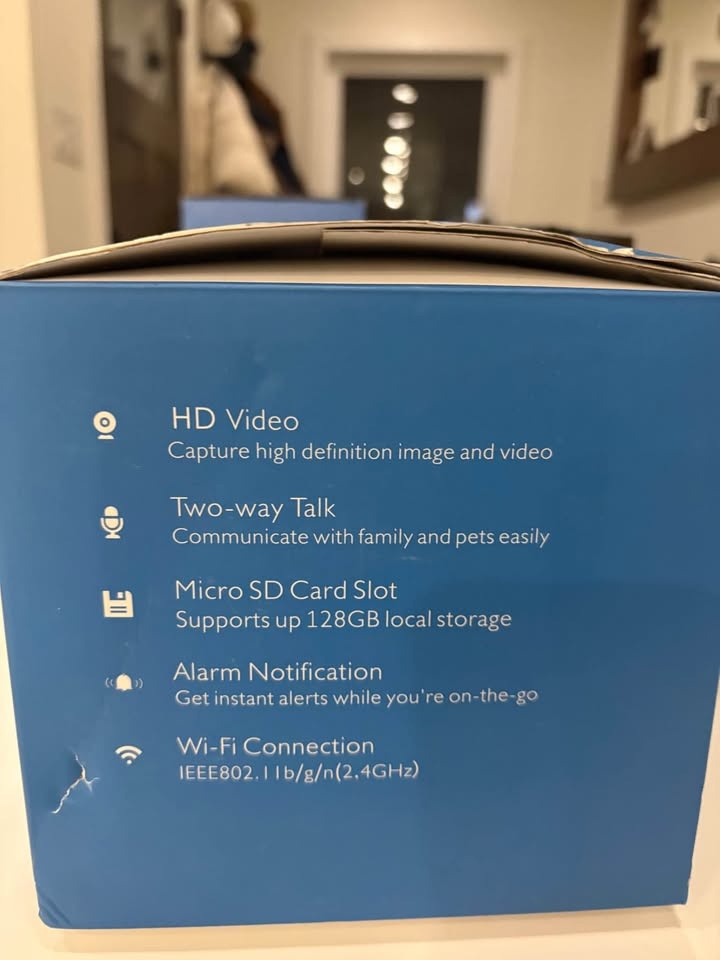 HD Video
Capture high definition image and video
Two-way Talk
Communicate with family and pets easily
Micro SD Card Slot
Supports up 128GB local storage
Alarm Notification
Get instant alerts while you're on-the-go
Wi-Fi Connection
IEEE802.11b/g/n(2.4GHz)